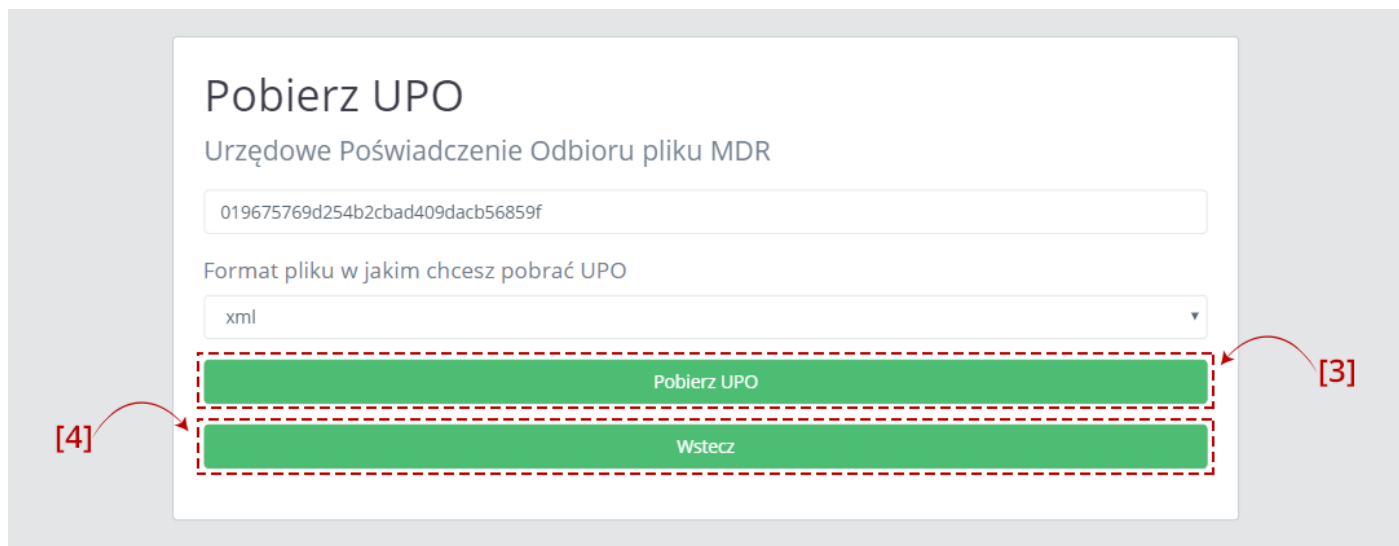 Pobierz UPO
Urzędowe Poświadczenie Odbioru pliku MDR
019675769d254b2cbad409dacb56859f
Format pliku w jakim chcesz pobrać UPO
xml
Pobierz UPO
[3]
[4]
Wstecz